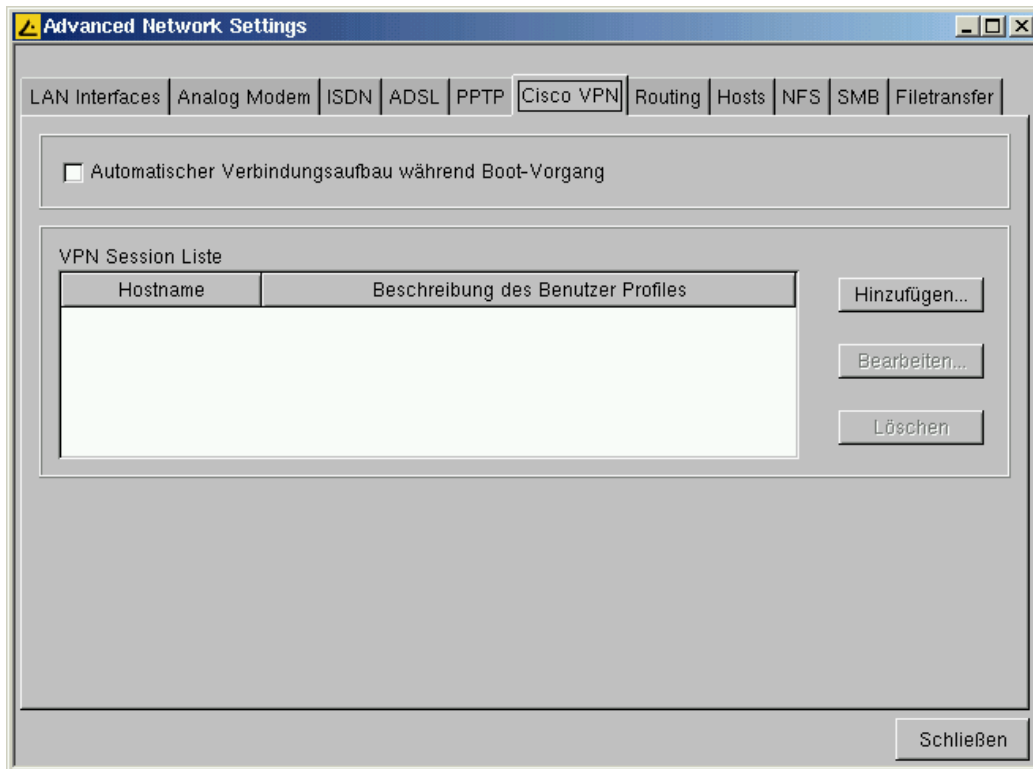 Advanced Network Settings
LAN Interfaces Analog Modem ISDN ADSL PPTP Cisco VPN Routing Hosts NFS SMB Filetransfer
Automatischer Verbindungsaufbau während Boot-Vorgang
VPN Session Liste
Hostname Beschreibung des Benutzer Profiles
Hinzufügen...
Bearbeiten...
Löschen
Schließen